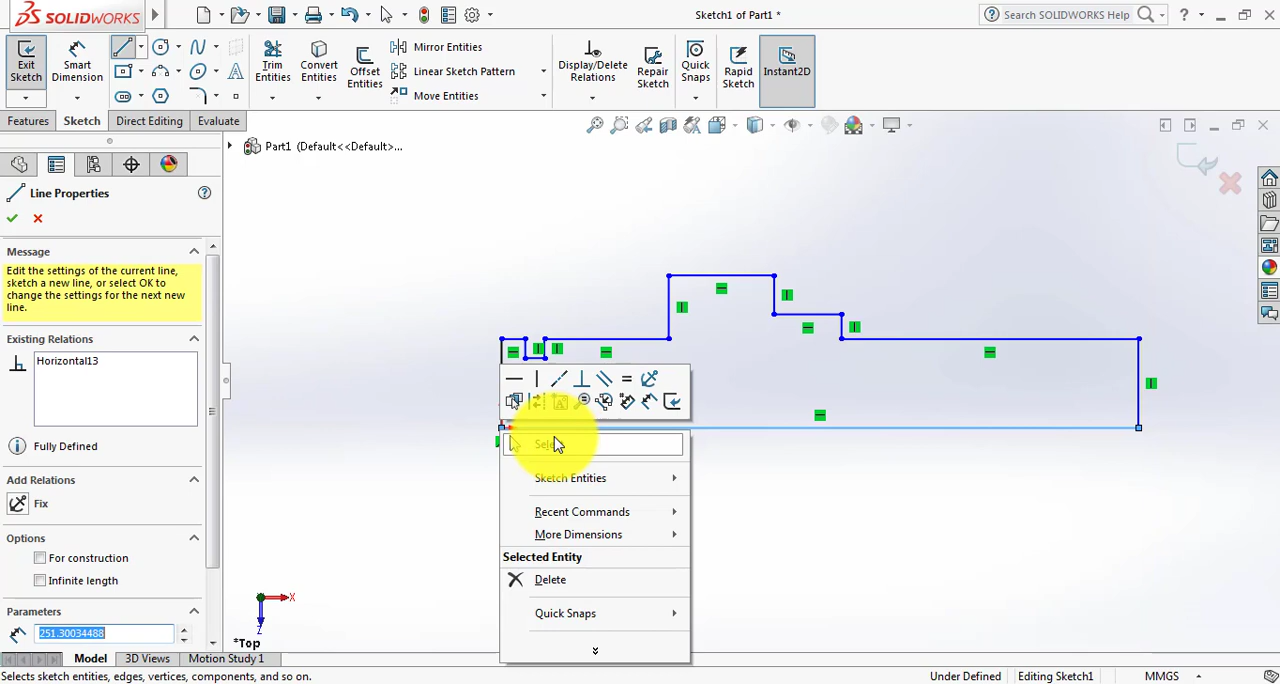 SOLIDWORKS
Sketch1 of Part1 *
Search SOLIDWORKS Help
?
Exit Sketch
Smart Dimension
Trim Entities
Convert Entities
Offset Entities
Mirror Entities
Linear Sketch Pattern
Move Entities
Display/Delete Relations
Repair Sketch
Quick Snaps
Rapid Sketch
Instant2D
Features
Sketch
Direct Editing
Evaluate
Part1 (Default<<Default>...
Line Properties
Message
Edit the settings of the current line,
sketch a new line, or select OK to
change the settings for the next new
line.
Existing Relations
Horizontal13
Fully Defined
Add Relations
Fix
Options
For construction
Infinite length
Parameters
251.30034488
Select
Sketch Entities
Recent Commands
More Dimensions
Selected Entity
Delete
Quick Snaps
X
Z
*Top
Model
3D Views
Motion Study 1
Selects sketch entities, edges, vertices, components, and so on.
Under Defined
Editing Sketch1
MMGS